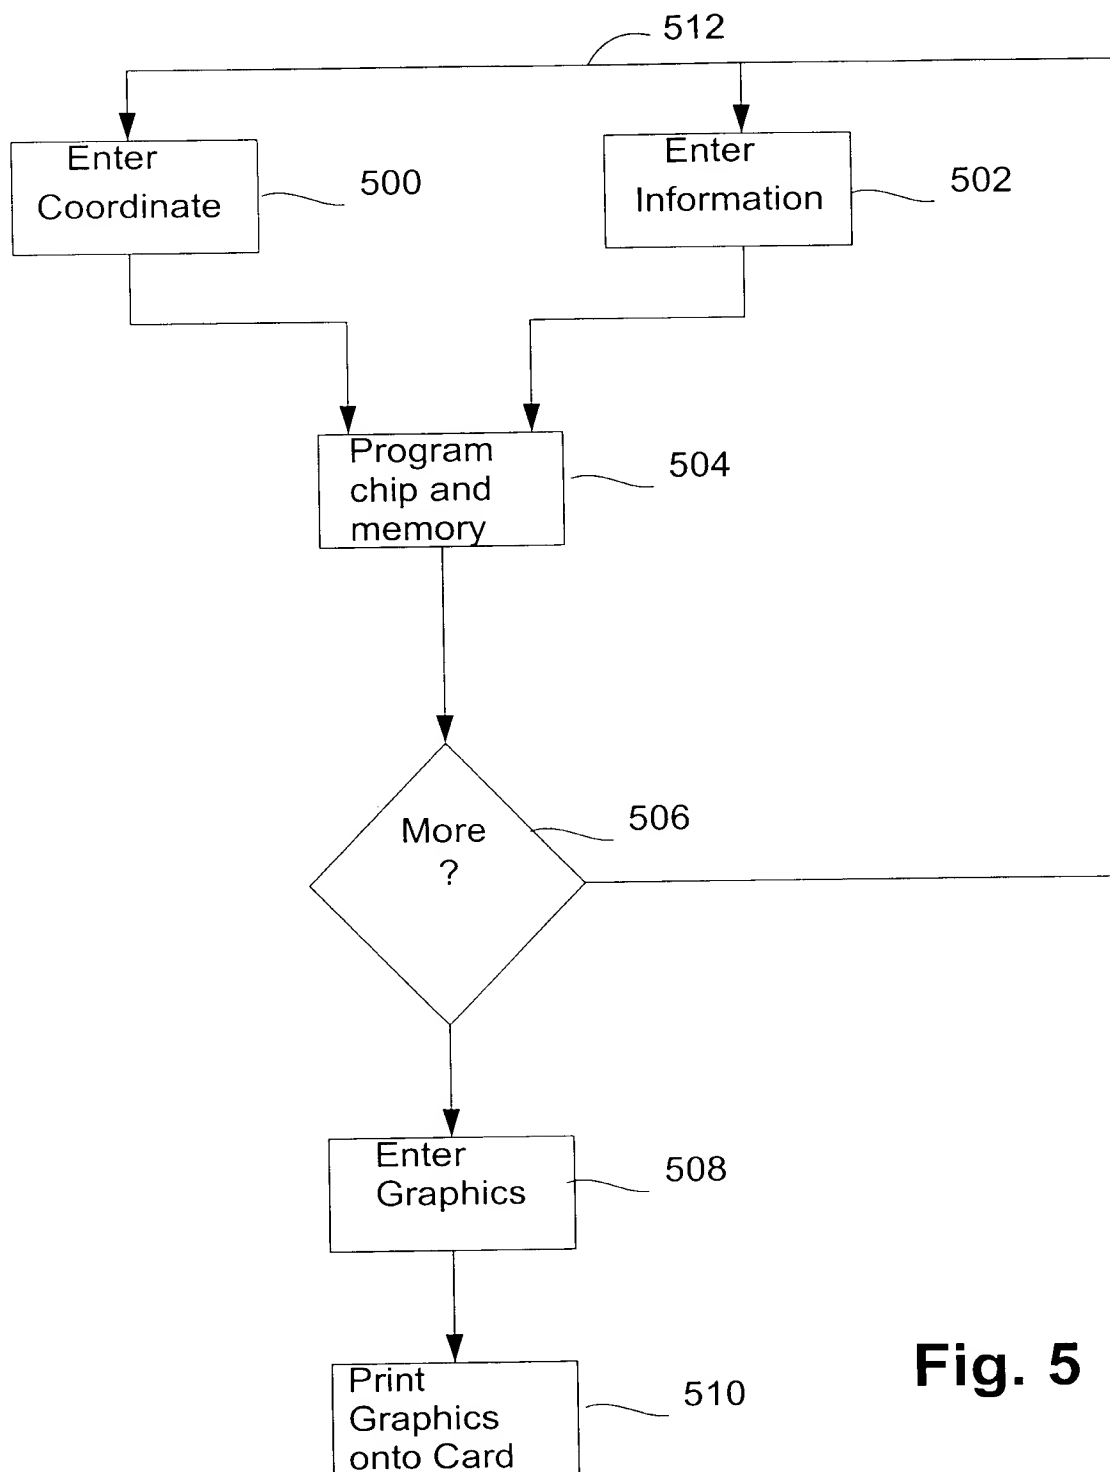 512
Enter
Coordinate
500
Enter
Information
502
Program
chip and
memory
504
More
?
506
Enter
Graphics
508
Print
Graphics
onto Card
510
Fig. 5